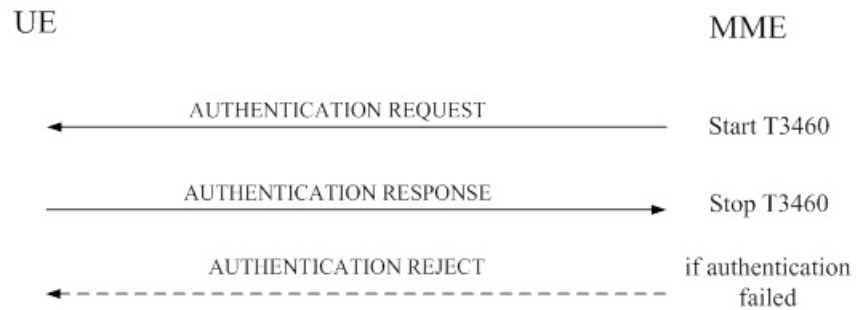 UE
MME
AUTHENTICATION REQUEST
Start T3460
AUTHENTICATION RESPONSE
Stop T3460
AUTHENTICATION REJECT
if authentication
failed